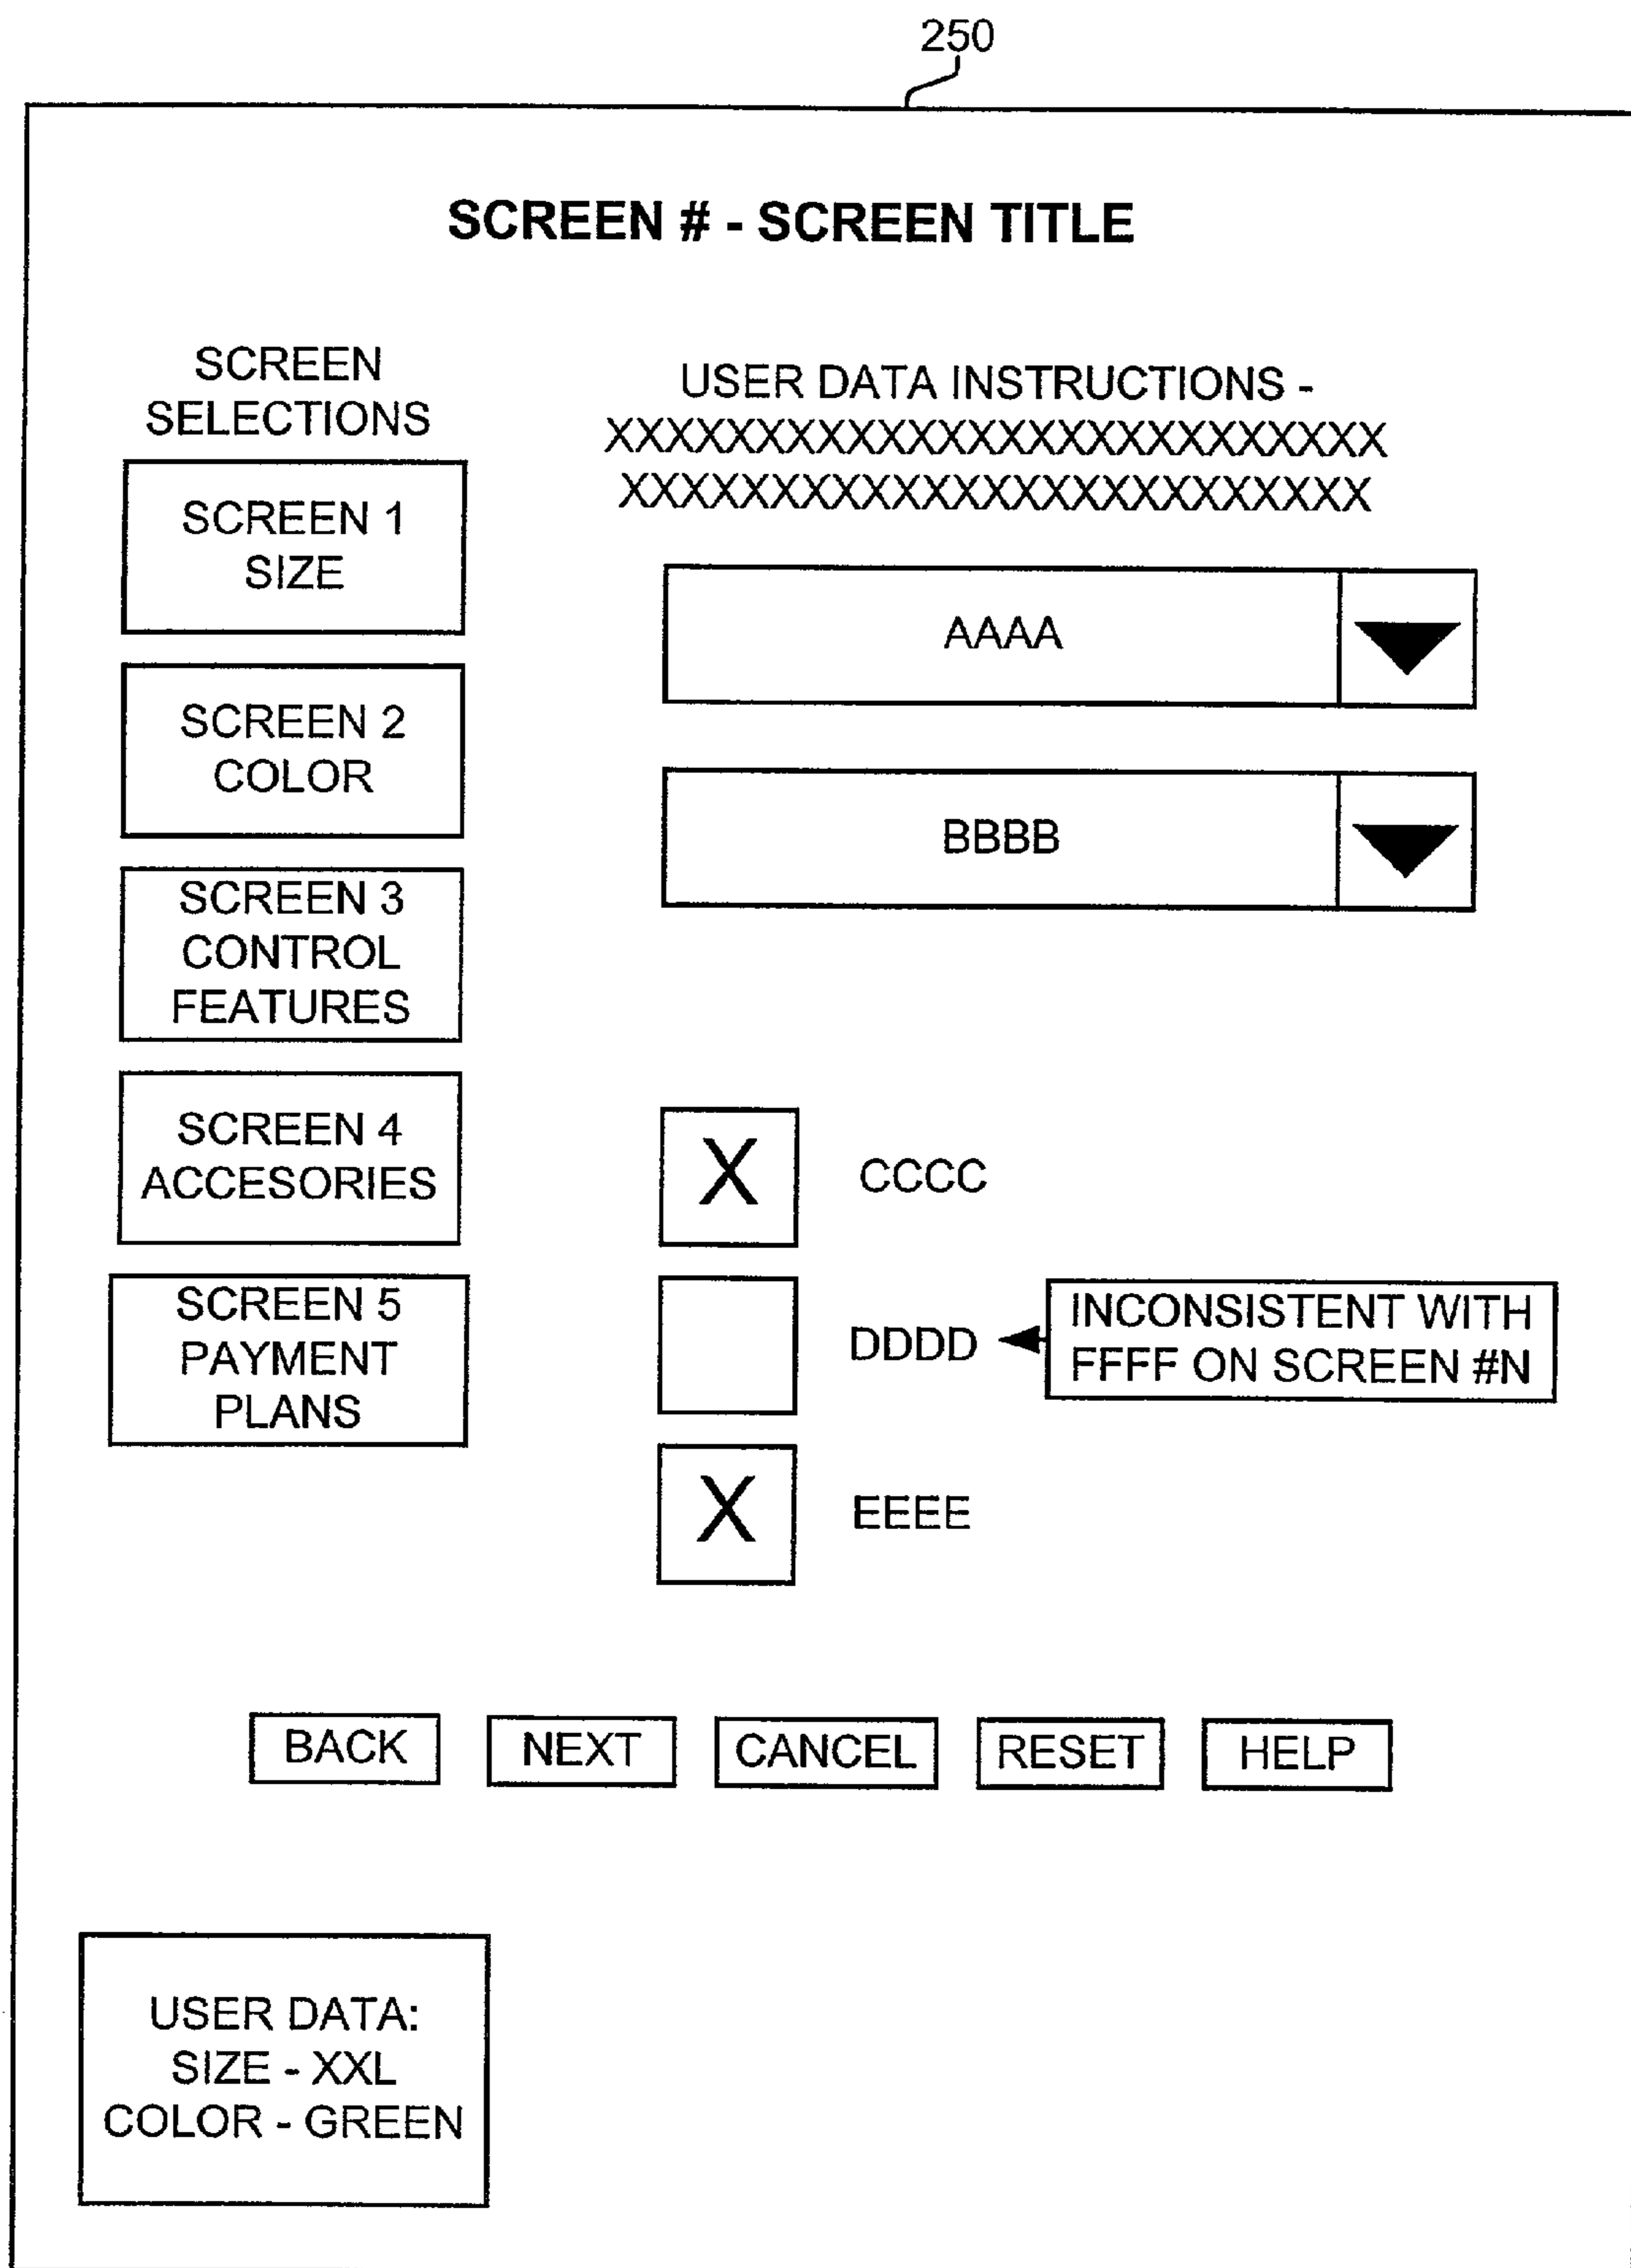 250
SCREEN # - SCREEN TITLE
SCREEN
SELECTIONS
SCREEN 1
SIZE
SCREEN 2
COLOR
SCREEN 3
CONTROL
FEATURES
SCREEN 4
ACCESORIES
SCREEN 5
PAYMENT
PLANS
USER DATA INSTRUCTIONS -
XXXXXXXXXXXXXXXXXXXXXXXXXX
XXXXXXXXXXXXXXXXXXXXXXXXX
AAAA
BBBB
X CCCC
DDDD
INCONSISTENT WITH
FFFF ON SCREEN #N
X EEEE
BACK NEXT CANCEL RESET HELP
USER DATA:
SIZE - XXL
COLOR - GREEN